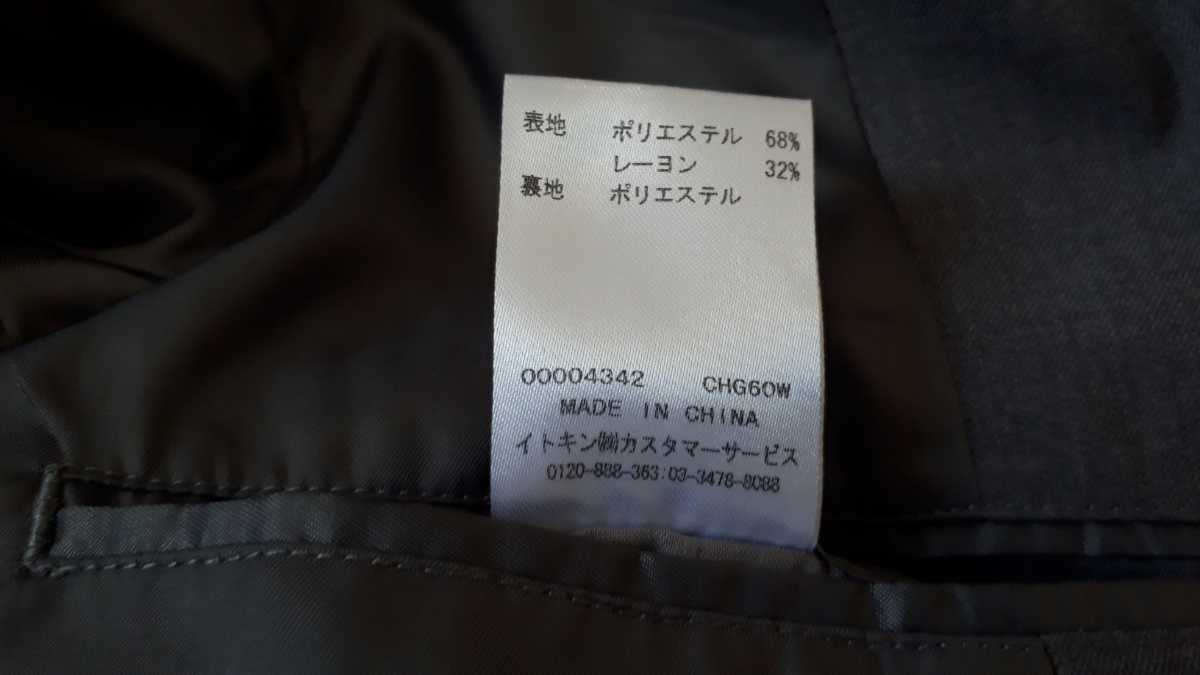 表地 ポリエステル 68%
レーヨン 32%
裏地 ポリエステル
00004342 CHG60W
MADE IN CHINA
イトキン㈱カスタマーサービス
0120-888-363:03-3478-8088